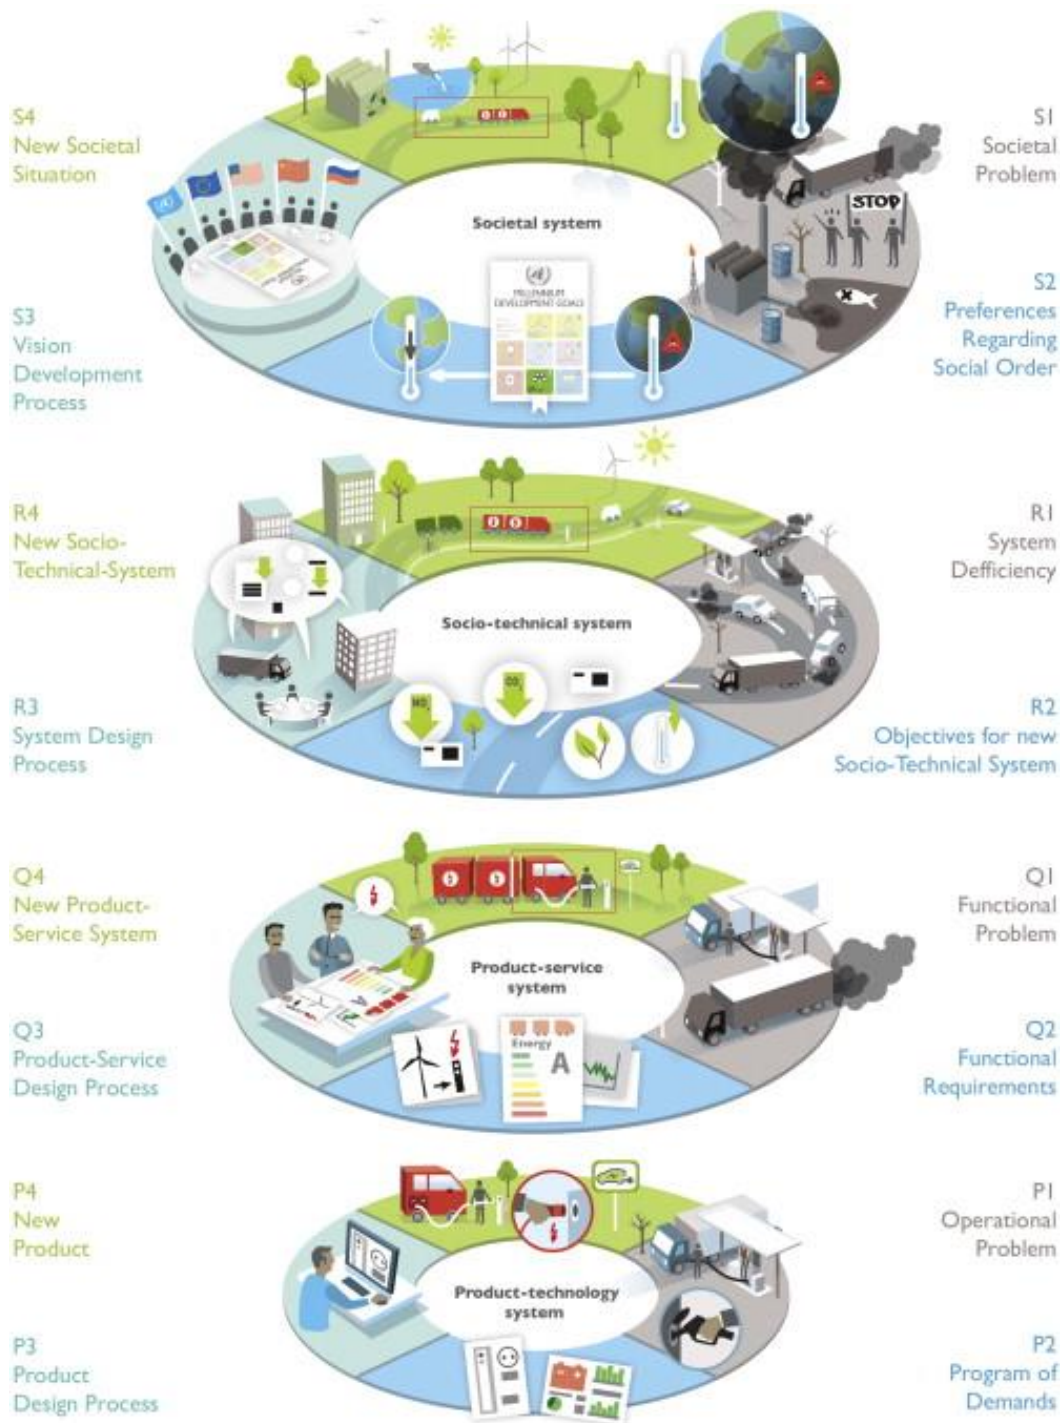 S4
New Societal
Situation
S1
Societal
Problem
STOP
Societal system
S3
Vision
Development
Process
MILLENNIUM
DEVELOPMENT GOALS
S2
Preferences
Regarding
Social Order
R4
New Socio-
Technical-System
R1
System
Defficiency
Socio-technical system
R3
System Design
Process
CO₂
R2
Objectives for new
Socio-Technical System
Q4
New Product-
Service System
Q1
Functional
Problem
Product-service
system
Q3
Product-Service
Design Process
Energy
A
Q2
Functional
Requirements
P4
New
Product
P1
Operational
Problem
Product-technology
system
P3
Product
Design Process
P2
Program of
Demands